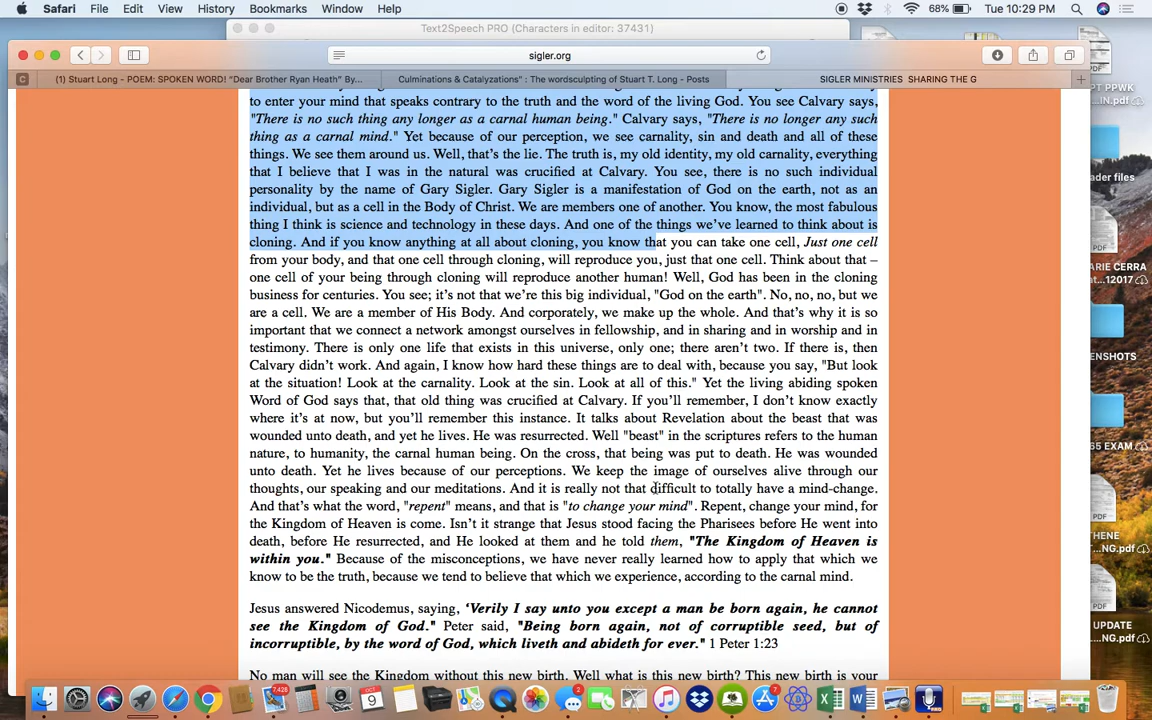 Safari File Edit View History Bookmarks Window Help 68% Tue 10:29 PM
Text2Speech PRO (Characters in editor: 37431)
sigler.org
(1) Stuart Long - POEM: SPOKEN WORD! "Dear Brother Ryan Heath" By... Culminations & Catalyzations" : The wordsculpting of Stuart T. Long - Posts SIGLER MINISTRIES SHARING THE G
to enter your mind that speaks contrary to the truth and the word of the living God. You see Calvary says,
"There is no such thing any longer as a carnal human being." Calvary says, "There is no longer any such
thing as a carnal mind." Yet because of our perception, we see carnality, sin and death and all of these
things. We see them around us. Well, that's the lie. The truth is, my old identity, my old carnality, everything
that I believe that I was in the natural was crucified at Calvary. You see, there is no such individual
personality by the name of Gary Sigler. Gary Sigler is a manifestation of God on the earth, not as an
individual, but as a cell in the Body of Christ. We are members one of another. You know, the most fabulous
thing I think is science and technology in these days. And one of the things we've learned to think about is
cloning. And if you know anything at all about cloning, you know that you can take one cell, Just one cell
from your body, and that one cell through cloning, will reproduce you, just that one cell. Think about that –
one cell of your being through cloning will reproduce another human! Well, God has been in the cloning
business for centuries. You see; it's not that we're this big individual, "God on the earth". No, no, no, but we
are a cell. We are a member of His Body. And corporately, we make up the whole. And that's why it is so
important that we connect a network amongst ourselves in fellowship, and in sharing and in worship and in
testimony. There is only one life that exists in this universe, only one; there aren't two. If there is, then
Calvary didn't work. And again, I know how hard these things are to deal with, because you say, "But look
at the situation! Look at the carnality. Look at the sin. Look at all of this." Yet the living abiding spoken
Word of God says that, that old thing was crucified at Calvary. If you'll remember, I don't know exactly
where it's at now, but you'll remember this instance. It talks about Revelation about the beast that was
wounded unto death, and yet he lives. He was resurrected. Well "beast" in the scriptures refers to the human
nature, to humanity, the carnal human being. On the cross, that being was put to death. He was wounded
unto death. Yet he lives because of our perceptions. We keep the image of ourselves alive through our
thoughts, our speaking and our meditations. And it is really not that difficult to totally have a mind-change.
And that's what the word, "repent" means, and that is "to change your mind". Repent, change your mind, for
the Kingdom of Heaven is come. Isn't it strange that Jesus stood facing the Pharisees before He went into
death, before He resurrected, and He looked at them and he told them, "The Kingdom of Heaven is
within you." Because of the misconceptions, we have never really learned how to apply that which we
know to be the truth, because we tend to believe that which we experience, according to the carnal mind.
Jesus answered Nicodemus, saying, 'Verily I say unto you except a man be born again, he cannot
see the Kingdom of God." Peter said, "Being born again, not of corruptible seed, but of
incorruptible, by the word of God, which liveth and abideth for ever." 1 Peter 1:23
No man will see the Kingdom without this new birth. Well what is this new birth? This new birth is your
PT PPWK
IN.pdf
ader files
ARIE CERRA
t...12017
ENSHOTS
65 EXAM
THENE
NG.pdf
UPDATE
NG.pdf
OCT
9
7,428
2
7